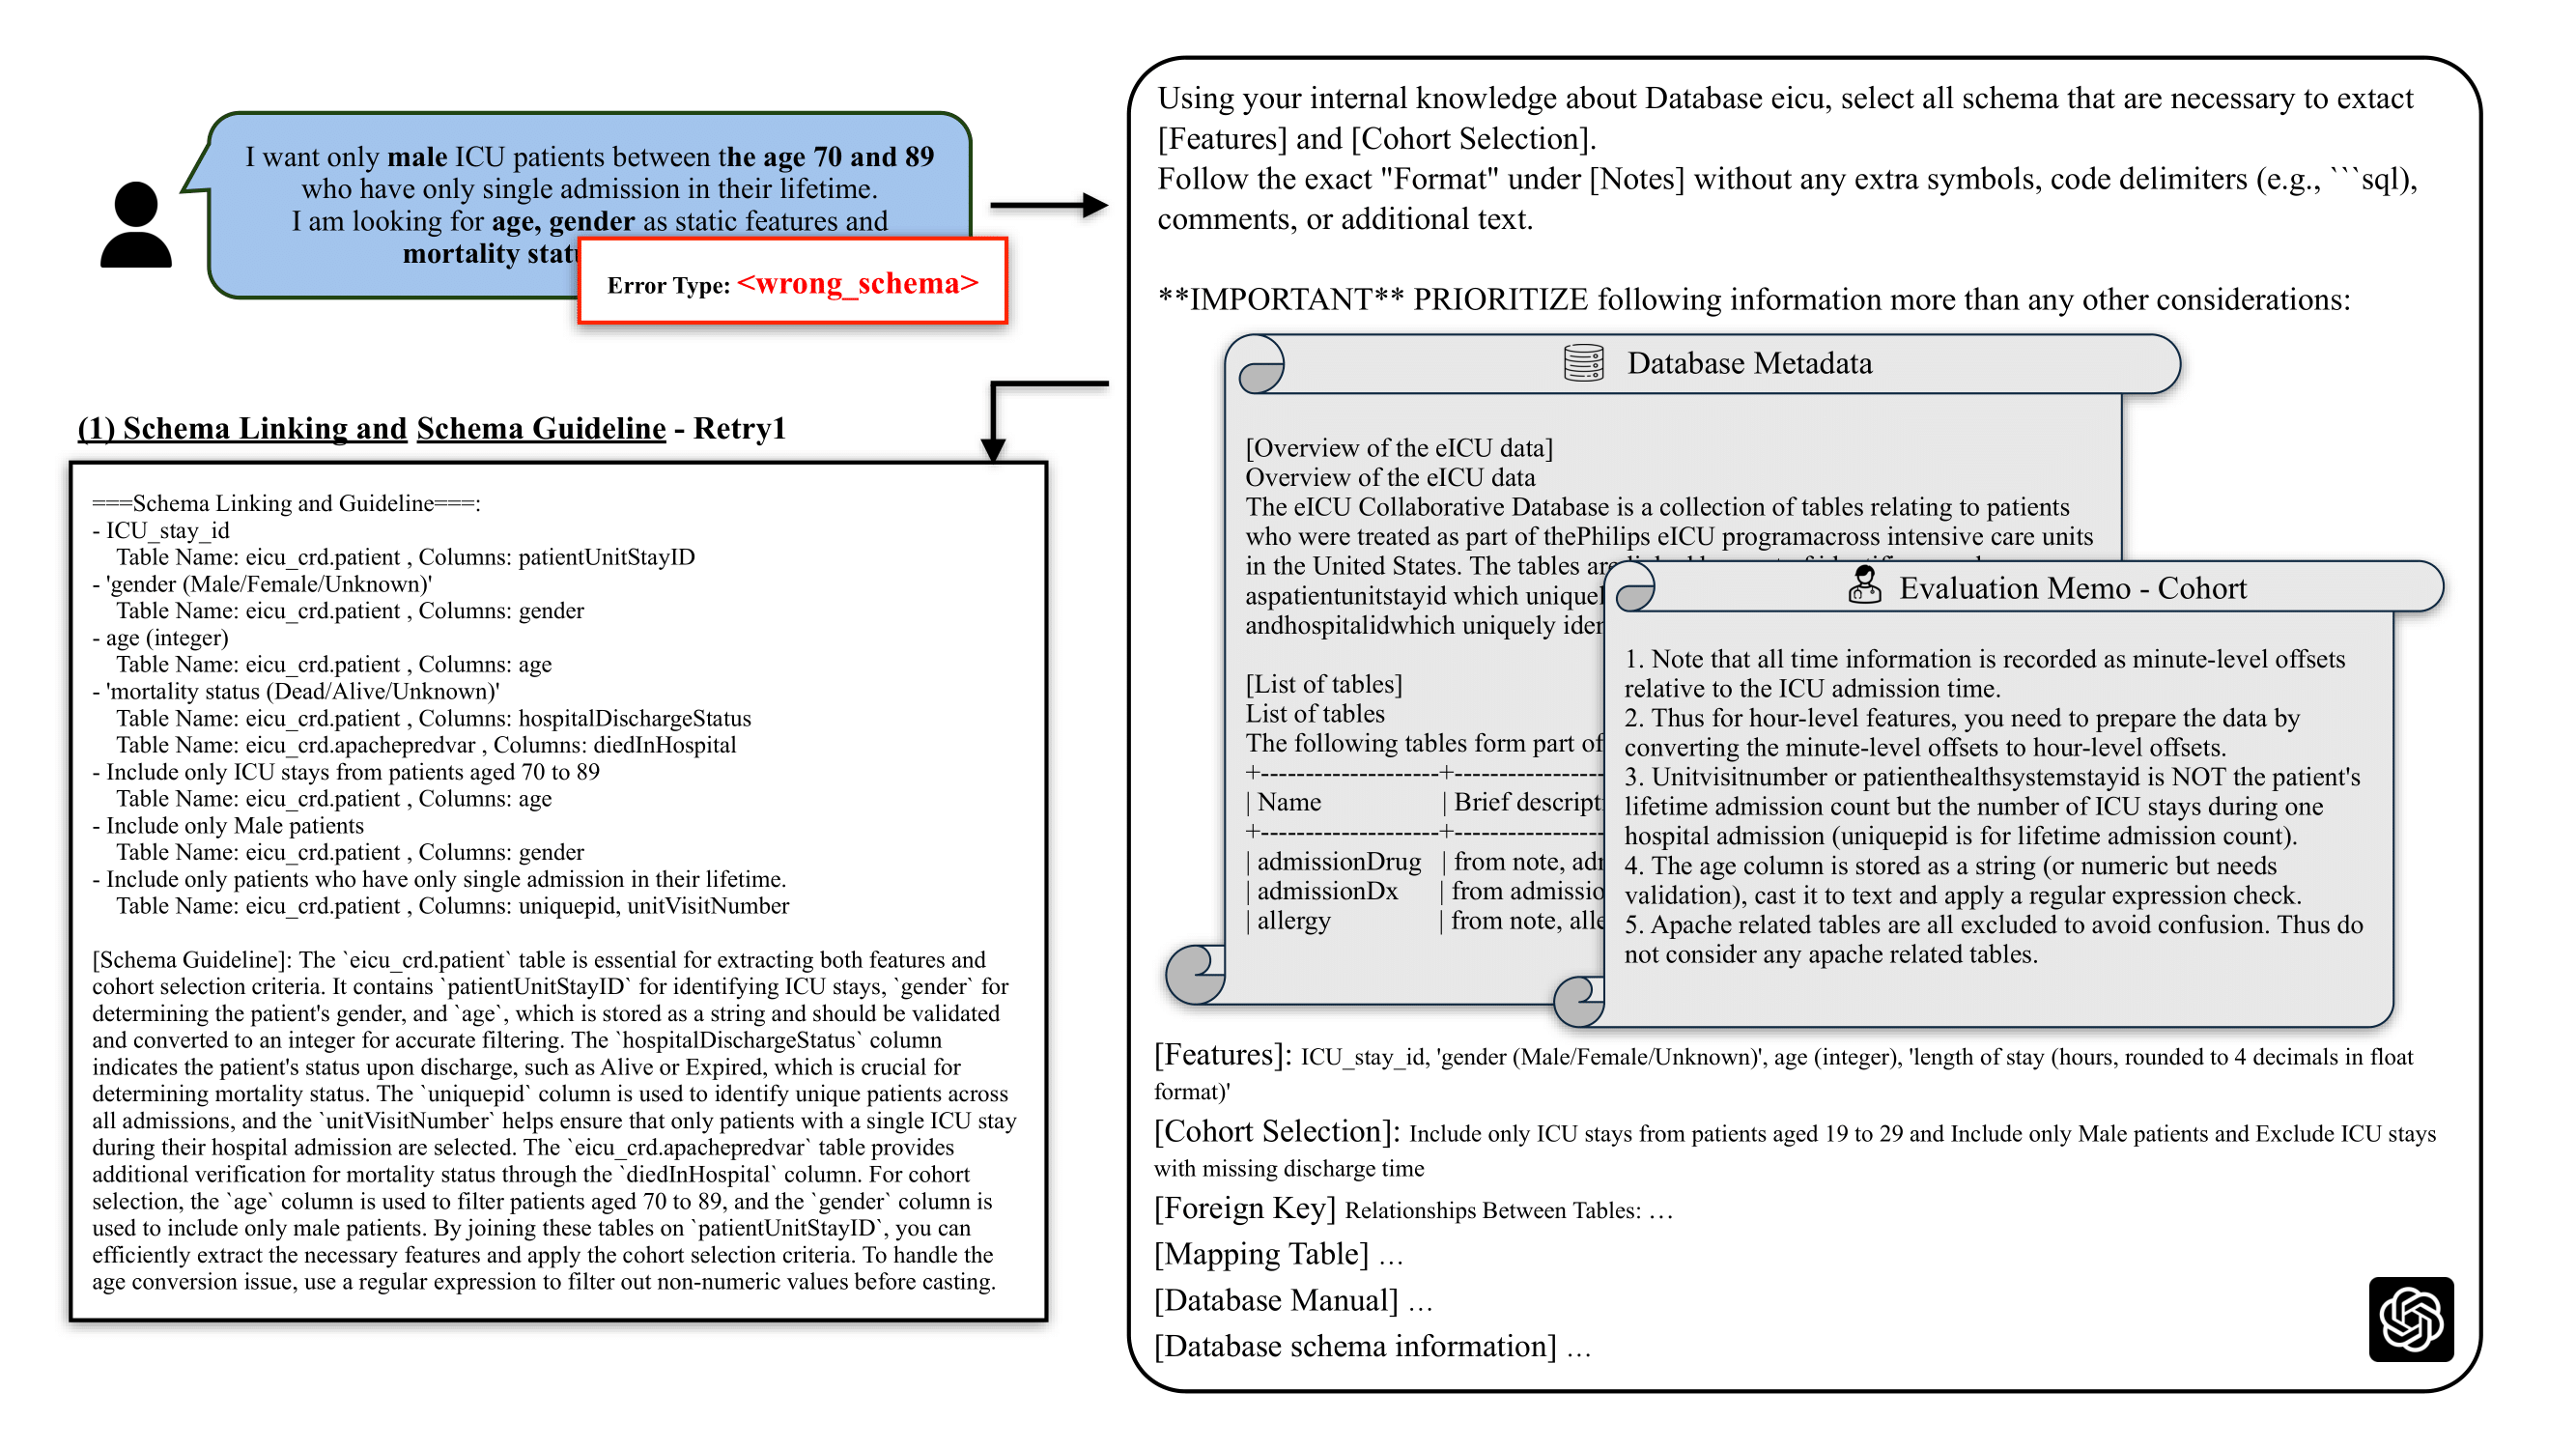 I want only male ICU patients between the age 70 and 89
who have only single admission in their lifetime.
I am looking for age, gender as static features and
mortality
Error Type: <wrong_schema>
(1) Schema Linking and Schema Guideline - Retry1
===Schema Linking and Guideline===:
- ICU_stay_id
Table Name: eicu_crd.patient , Columns: patientUnitStayID
- 'gender (Male/Female/Unknown)'
Table Name: eicu_crd.patient , Columns: gender
- age (integer)
Table Name: eicu_crd.patient , Columns: age
- 'mortality status (Dead/Alive/Unknown)'
Table Name: eicu_crd.patient , Columns: hospitalDischargeStatus
Table Name: eicu_crd.apachepredvar , Columns: diedInHospital
- Include only ICU stays from patients aged 70 to 89
Table Name: eicu_crd.patient , Columns: age
- Include only Male patients
Table Name: eicu_crd.patient , Columns: gender
- Include only patients who have only single admission in their lifetime.
Table Name: eicu_crd.patient , Columns: uniquepid, unitVisitNumber
[Schema Guideline]: The `eicu_crd.patient` table is essential for extracting both features and
cohort selection criteria. It contains `patientUnitStayID` for identifying ICU stays, `gender` for
determining the patient's gender, and `age`, which is stored as a string and should be validated
and converted to an integer for accurate filtering. The `hospitalDischargeStatus` column
indicates the patient's status upon discharge, such as Alive or Expired, which is crucial for
determining mortality status. The `uniquepid` column is used to identify unique patients across
all admissions, and the `unitVisitNumber` helps ensure that only patients with a single ICU stay
during their hospital admission are selected. The `eicu_crd.apachepredvar` table provides
additional verification for mortality status through the `diedInHospital` column. For cohort
selection, the `age` column is used to filter patients aged 70 to 89, and the `gender` column is
used to include only male patients. By joining these tables on `patientUnitStayID`, you can
efficiently extract the necessary features and apply the cohort selection criteria. To handle the
age conversion issue, use a regular expression to filter out non-numeric values before casting.
Using your internal knowledge about Database eicu, select all schema that are necessary to extact
[Features] and [Cohort Selection].
Follow the exact "Format" under [Notes] without any extra symbols, code delimiters (e.g., ```sql),
comments, or additional text.
**IMPORTANT** PRIORITIZE following information more than any other considerations:
Database Metadata
[Overview of the eICU data]
Overview of the eICU data
The eICU Collaborative Database is a collection of tables relating to patients
who were treated as part of thePhilips eICU programacross intensive care units
in the United States. The tables are
aspatientunitstayid which
andhospitalidwhich uniquely
[List of tables]
List of tables
The following tables form part of
+---------------------+------------------
| Name | Brief
+---------------------+------------------
| admissionDrug | from note,
| admissionDx | from
| allergy | from note,
Evaluation Memo - Cohort
1. Note that all time information is recorded as minute-level offsets
relative to the ICU admission time.
2. Thus for hour-level features, you need to prepare the data by
converting the minute-level offsets to hour-level offsets.
3. Unitvisitnumber or patienthealthsystemstayid is NOT the patient's
lifetime admission count but the number of ICU stays during one
hospital admission (uniquepid is for lifetime admission count).
4. The age column is stored as a string (or numeric but needs
validation), cast it to text and apply a regular expression check.
5. Apache related tables are all excluded to avoid confusion. Thus do
not consider any apache related tables.
[Features]: ICU_stay_id, 'gender (Male/Female/Unknown)', age (integer), 'length of stay (hours, rounded to 4 decimals in float
format)'
[Cohort Selection]: Include only ICU stays from patients aged 19 to 29 and Include only Male patients and Exclude ICU stays
with missing discharge time
[Foreign Key] Relationships Between Tables: …
[Mapping Table] …
[Database Manual] …
[Database schema information] …